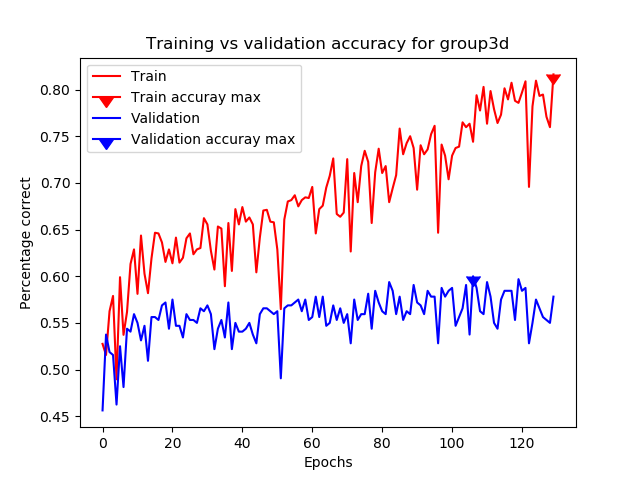 Training vs validation accuracy for group3d
Train
Train accuray max
Validation
Validation accuray max
Percentage correct
0.80
0.75
0.70
0.65
0.60
0.55
0.50
0.45
0 20 40 60 80 100 120
Epochs